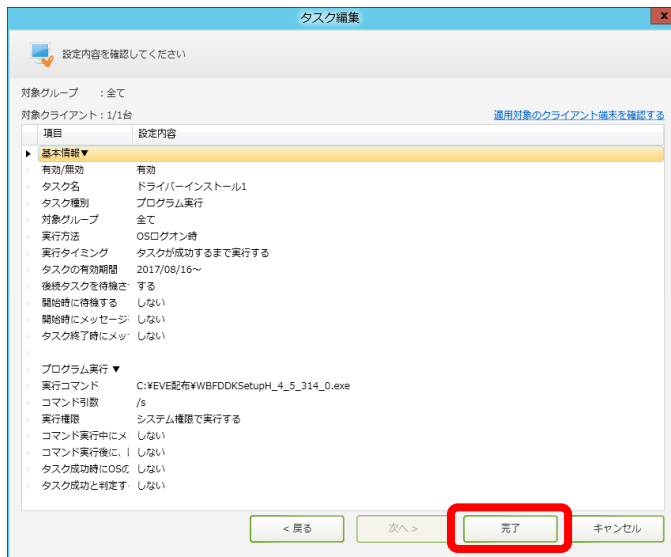 タスク編集
x
設定内容を確認してください
対象グループ ：全て
対象クライアント：1/1台 適用対象のクライアント端末を確認する
項目 設定内容
基本情報▼
有効/無効 有効
タスク名 ドライバーインストール1
タスク種別 プログラム実行
対象グループ 全て
実行方法 OSログオン時
実行タイミング タスクが成功するまで実行する
タスクの有効期間 2017/08/16～
後続タスクを待機さ する
開始時に待機する しない
開始時にメッセージ しない
タスク終了時にメッ しない
プログラム実行 ▼
実行コマンド C:¥EVE配布¥WBFDDKSetupH_4_5_314_0.exe
コマンド引数 /s
実行権限 システム権限で実行する
コマンド実行中にメ しない
コマンド実行後に、 しない
タスク成功時にOSの しない
タスク成功と判定す しない
< 戻る 次へ > 完了 キャンセル